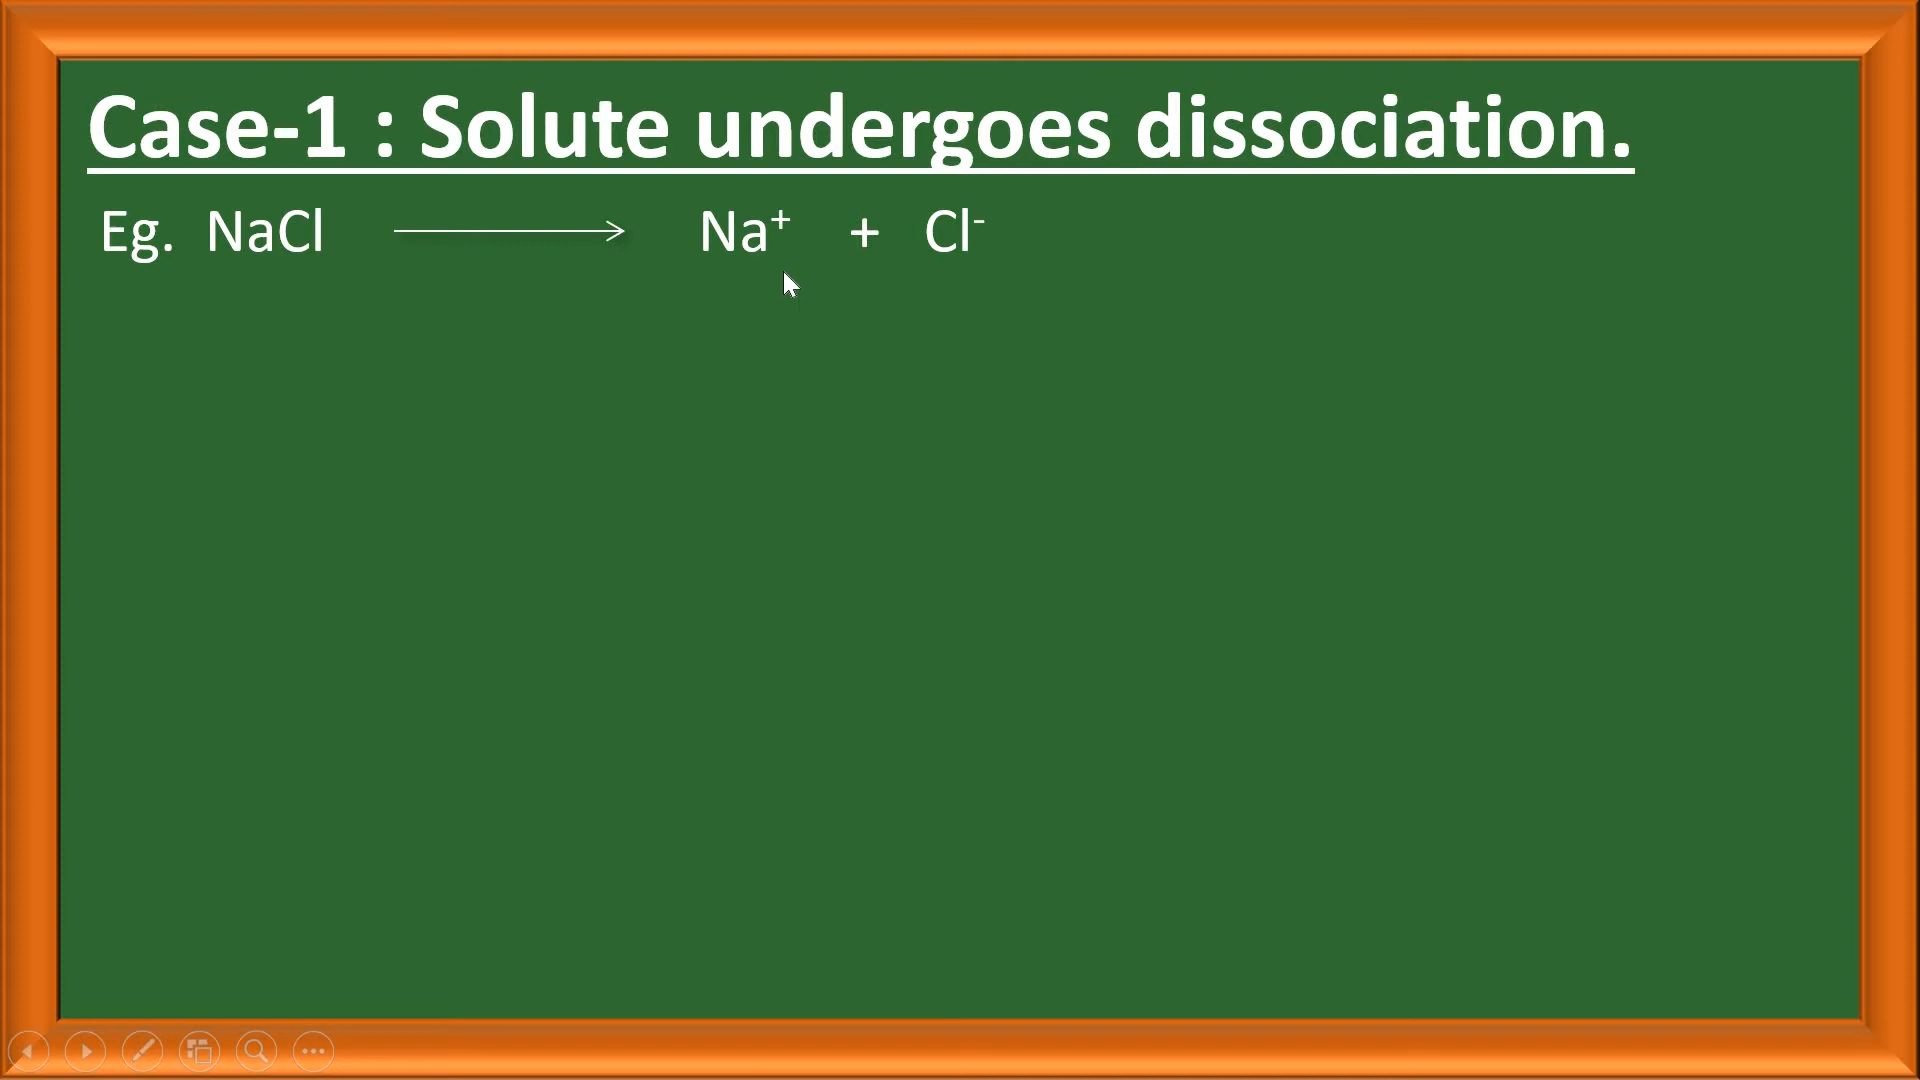 Case-1 : Solute undergoes dissociation.
Eg. NaCl ⟶ Na⁺ + Cl⁻